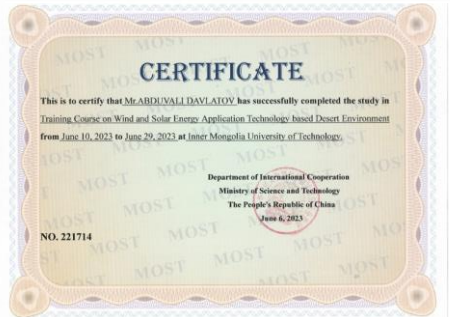 CERTIFICATE
This is to certify that Mr.ABDUVALI DAVLATOV has successfully completed the study in
Training Course on Wind and Solar Energy Application Technology based Desert Environment
from June 10, 2023 to June 29, 2023 at Inner Mongolia University of Technology.
Department of International Cooperation
Ministry of Science and Technology
The People's Republic of China
June 6, 2023
NO. 221714
MOST